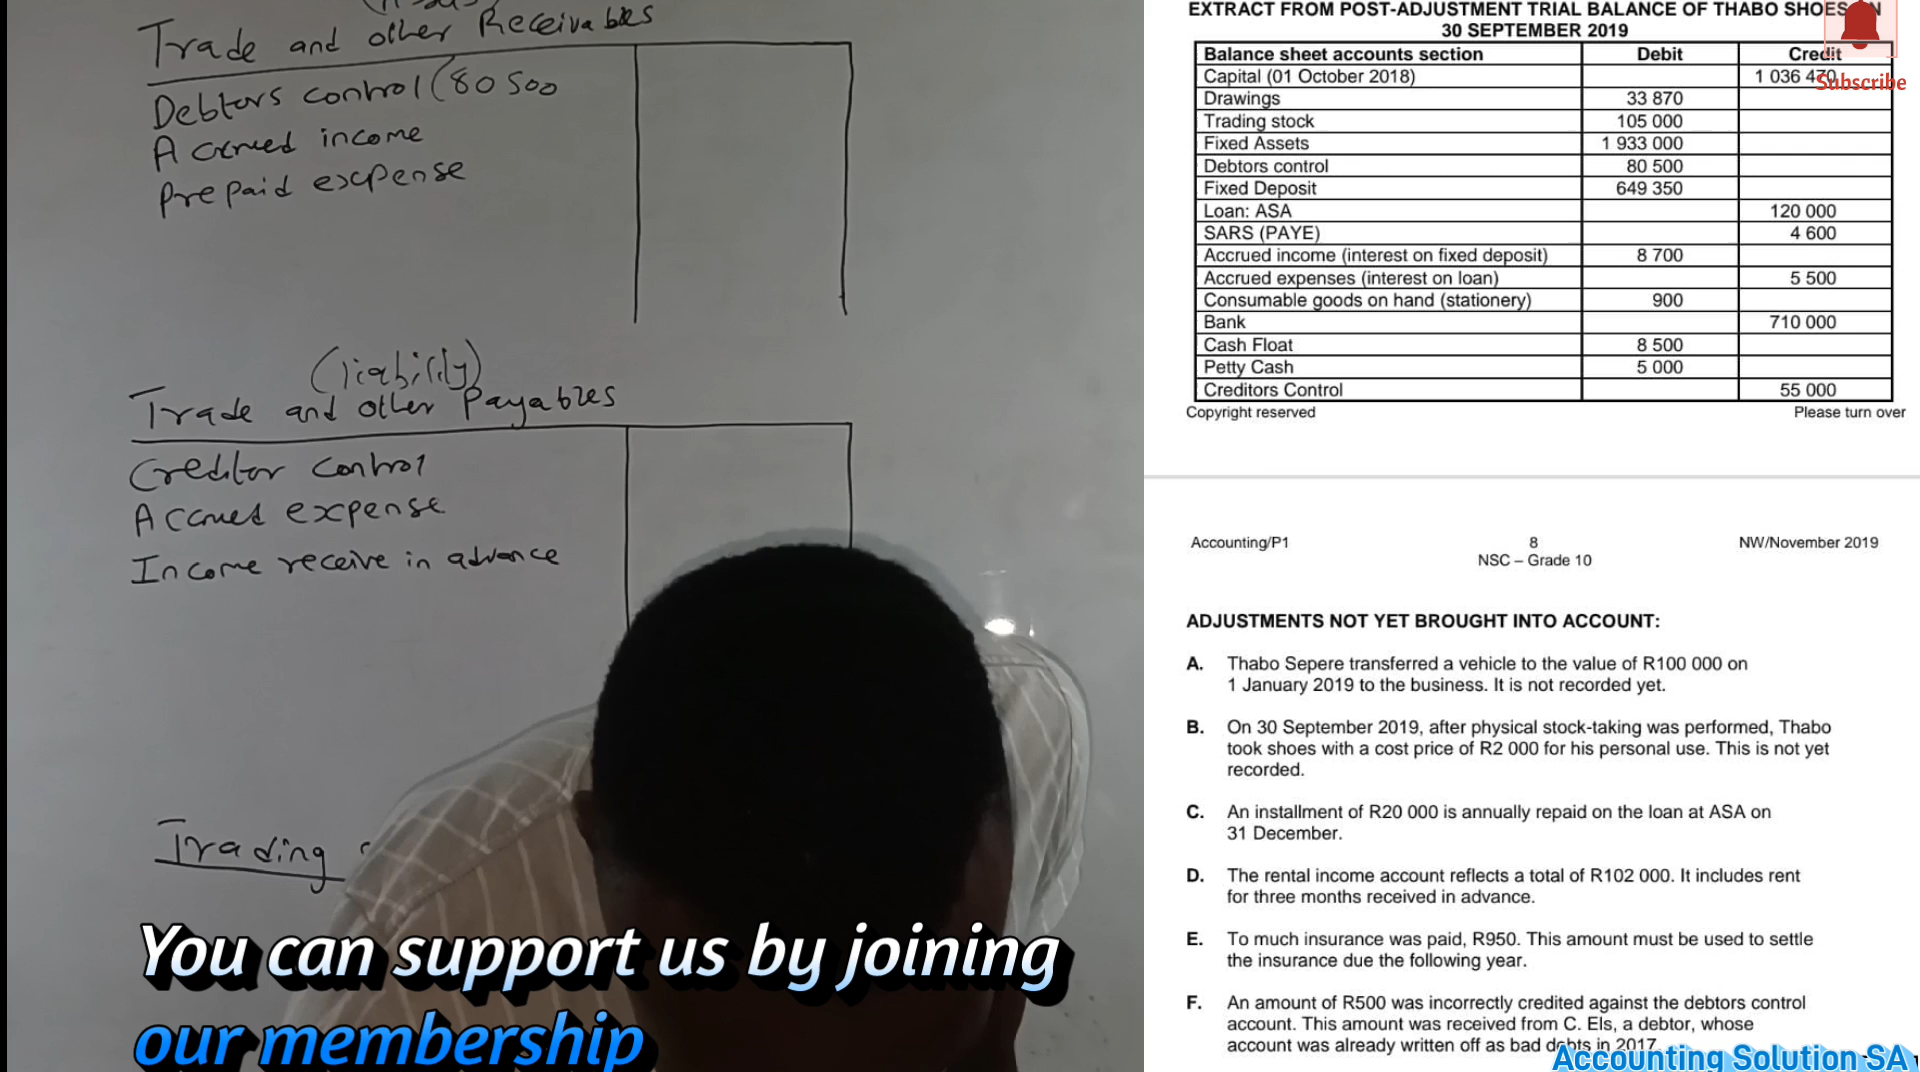 Trade and other Receivables
Debtors control (80 500
Accrued income
Prepaid expense
(liability)
Trade and other Payables
Creditor control
Accrued expense
Income receive in advance
Trading
You can support us by joining
our membership
EXTRACT FROM POST-ADJUSTMENT TRIAL BALANCE OF THABO SHOES
30 SEPTEMBER 2019
Balance sheet accounts section Debit Credit
Capital (01 October 2018) 1 036 470
Drawings 33 870
Trading stock 105 000
Fixed Assets 1 933 000
Debtors control 80 500
Fixed Deposit 649 350
Loan: ASA 120 000
SARS (PAYE) 4 600
Accrued income (interest on fixed deposit) 8 700
Accrued expenses (interest on loan) 5 500
Consumable goods on hand (stationery) 900
Bank 710 000
Cash Float 8 500
Petty Cash 5 000
Creditors Control 55 000
Copyright reserved Please turn over
Subscribe
Accounting/P1 8 NW/November 2019
NSC – Grade 10
ADJUSTMENTS NOT YET BROUGHT INTO ACCOUNT:
A. Thabo Sepere transferred a vehicle to the value of R100 000 on
1 January 2019 to the business. It is not recorded yet.
B. On 30 September 2019, after physical stock-taking was performed, Thabo
took shoes with a cost price of R2 000 for his personal use. This is not yet
recorded.
C. An installment of R20 000 is annually repaid on the loan at ASA on
31 December.
D. The rental income account reflects a total of R102 000. It includes rent
for three months received in advance.
E. To much insurance was paid, R950. This amount must be used to settle
the insurance due the following year.
F. An amount of R500 was incorrectly credited against the debtors control
account. This amount was received from C. Els, a debtor, whose
account was already written off as bad debts in 2017.
Accounting Solution SA